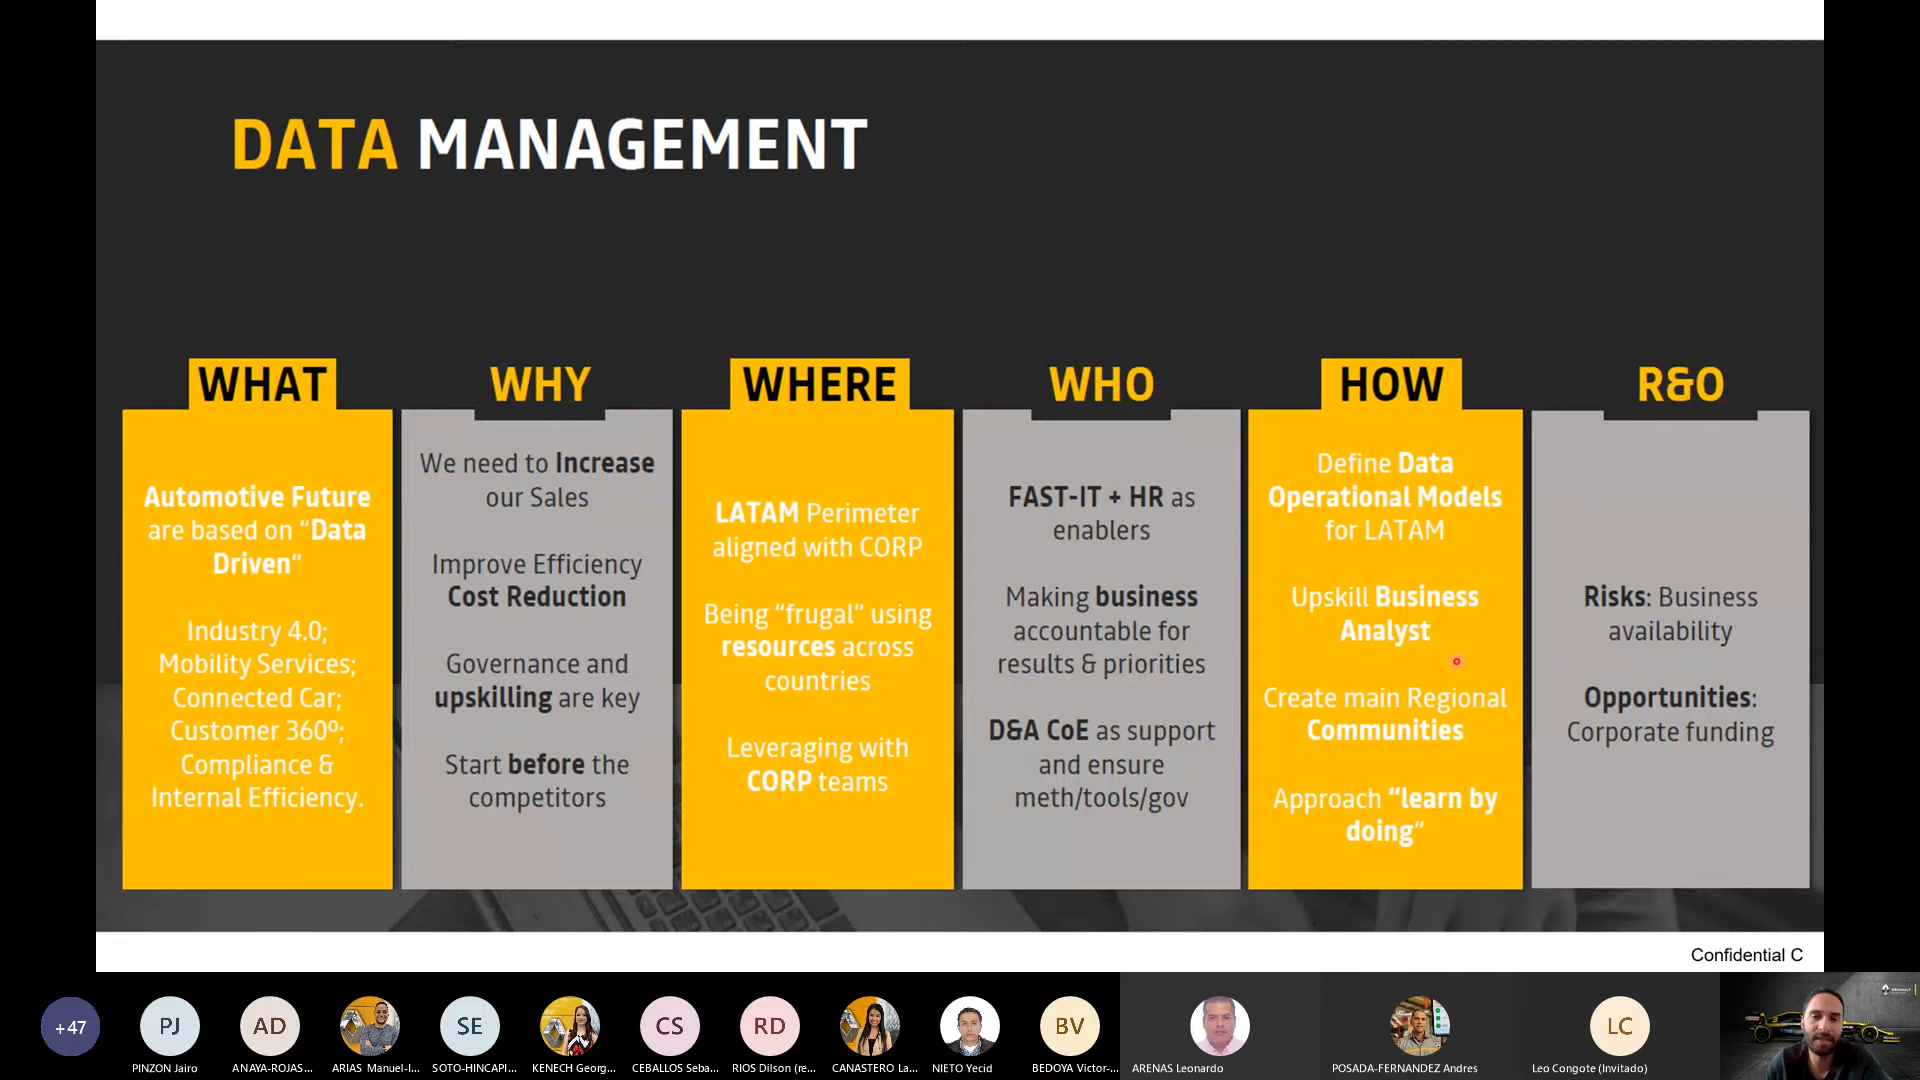 DATA MANAGEMENT
WHAT
Automotive Future
are based on “Data
Driven”
Industry 4.0;
Mobility Services;
Connected Car;
Customer 360º;
Compliance &
Internal Efficiency.
WHY
We need to Increase
our Sales
Improve Efficiency
Cost Reduction
Governance and
upskilling are key
Start before the
competitors
WHERE
LATAM Perimeter
aligned with CORP
Being “frugal” using
resources across
countries
Leveraging with
CORP teams
WHO
FAST-IT + HR as
enablers
Making business
accountable for
results & priorities
D&A CoE as support
and ensure
meth/tools/gov
HOW
Define Data
Operational Models
for LATAM
Upskill Business
Analyst
Create main Regional
Communities
Approach “learn by
doing”
R&O
Risks: Business
availability
Opportunities:
Corporate funding
Confidential C
+47
PJ
PINZON Jairo
AD
ANAYA-ROJAS...
ARIAS Manuel-I...
SE
SOTO-HINCAPI...
KENECH Georg...
CS
CEBALLOS Seba...
RD
RIOS Dilson (re...
CANASTERO La...
NIETO Yecid
BV
BEDOYA Victor-...
ARENAS Leonardo
POSADA-FERNANDEZ Andres
LC
Leo Congote (Invitado)
RENAULT